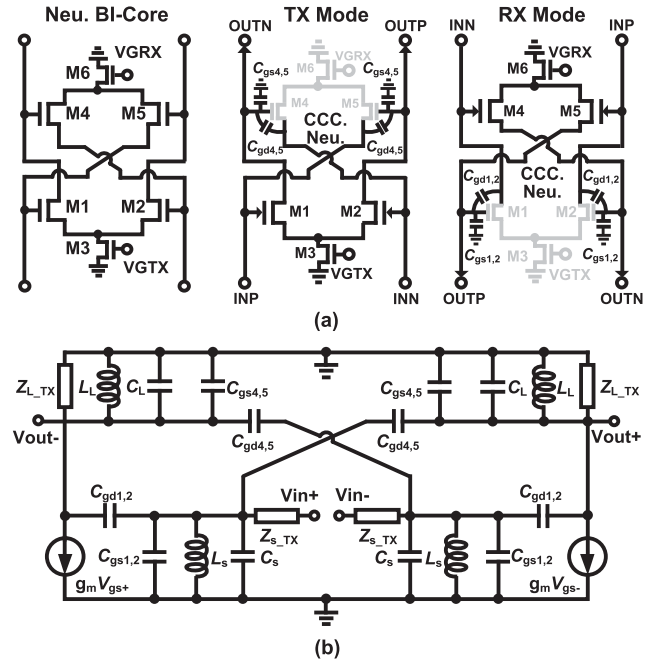 Neu. BI-Core
TX Mode
RX Mode
VGRX
M6
M4
M5
M1
M2
M3
VGTX
OUTN
OUTP
VGRX
M6
Cgs4,5
Cgs4,5
M4
M5
CCC.
Neu.
Cgd4,5
Cgd4,5
M1
M2
M3
VGTX
INP
INN
INN
INP
VGRX
M6
M4
M5
CCC.
Neu.
Cgd1,2
Cgd1,2
M1
M2
Cgs1,2
Cgs1,2
M3
VGTX
OUTP
OUTN
(a)
ZL_TX
LL
CL
Cgs4,5
Cgs4,5
CL
LL
ZL_TX
Vout-
Cgd4,5
Cgd4,5
Vout+
Cgd1,2
Vin+
Vin-
Cgd1,2
Zs_TX
Zs_TX
Cgs1,2
Ls
Cs
Cs
Ls
Cgs1,2
gmVgs+
gmVgs-
(b)